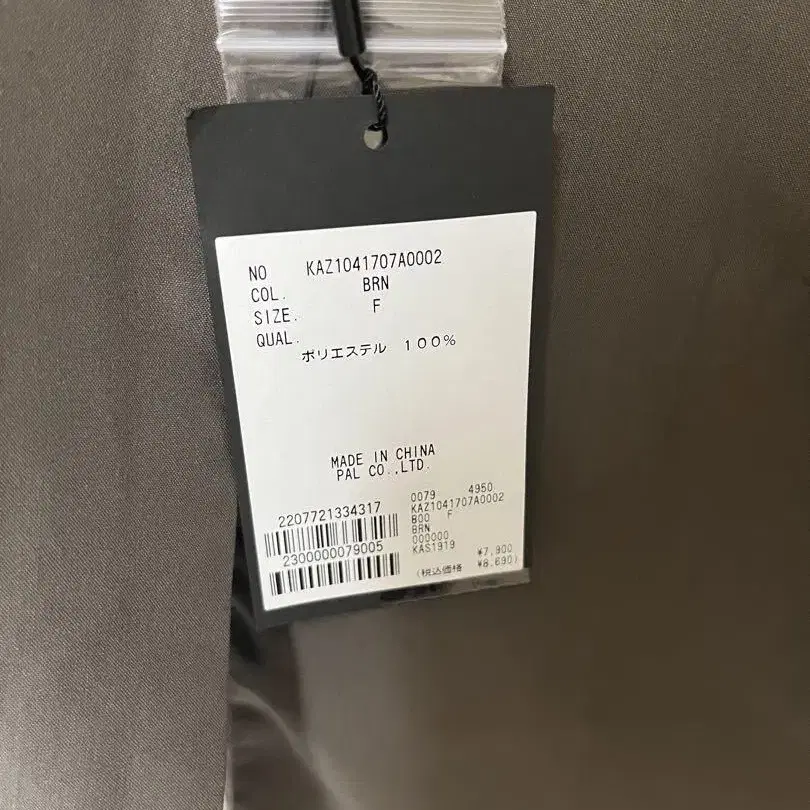 NO KAZ1041707A0002
COL. BRN
SIZE. F
QUAL.
ポリエステル 100%
MADE IN CHINA
PAL CO.,LTD.
2207721334317
2300000079005
0079 4950
KAZ1041707A0002
B00 F
BRN
000000
KAS1919
¥7,900
(税込価格 ¥8,690)